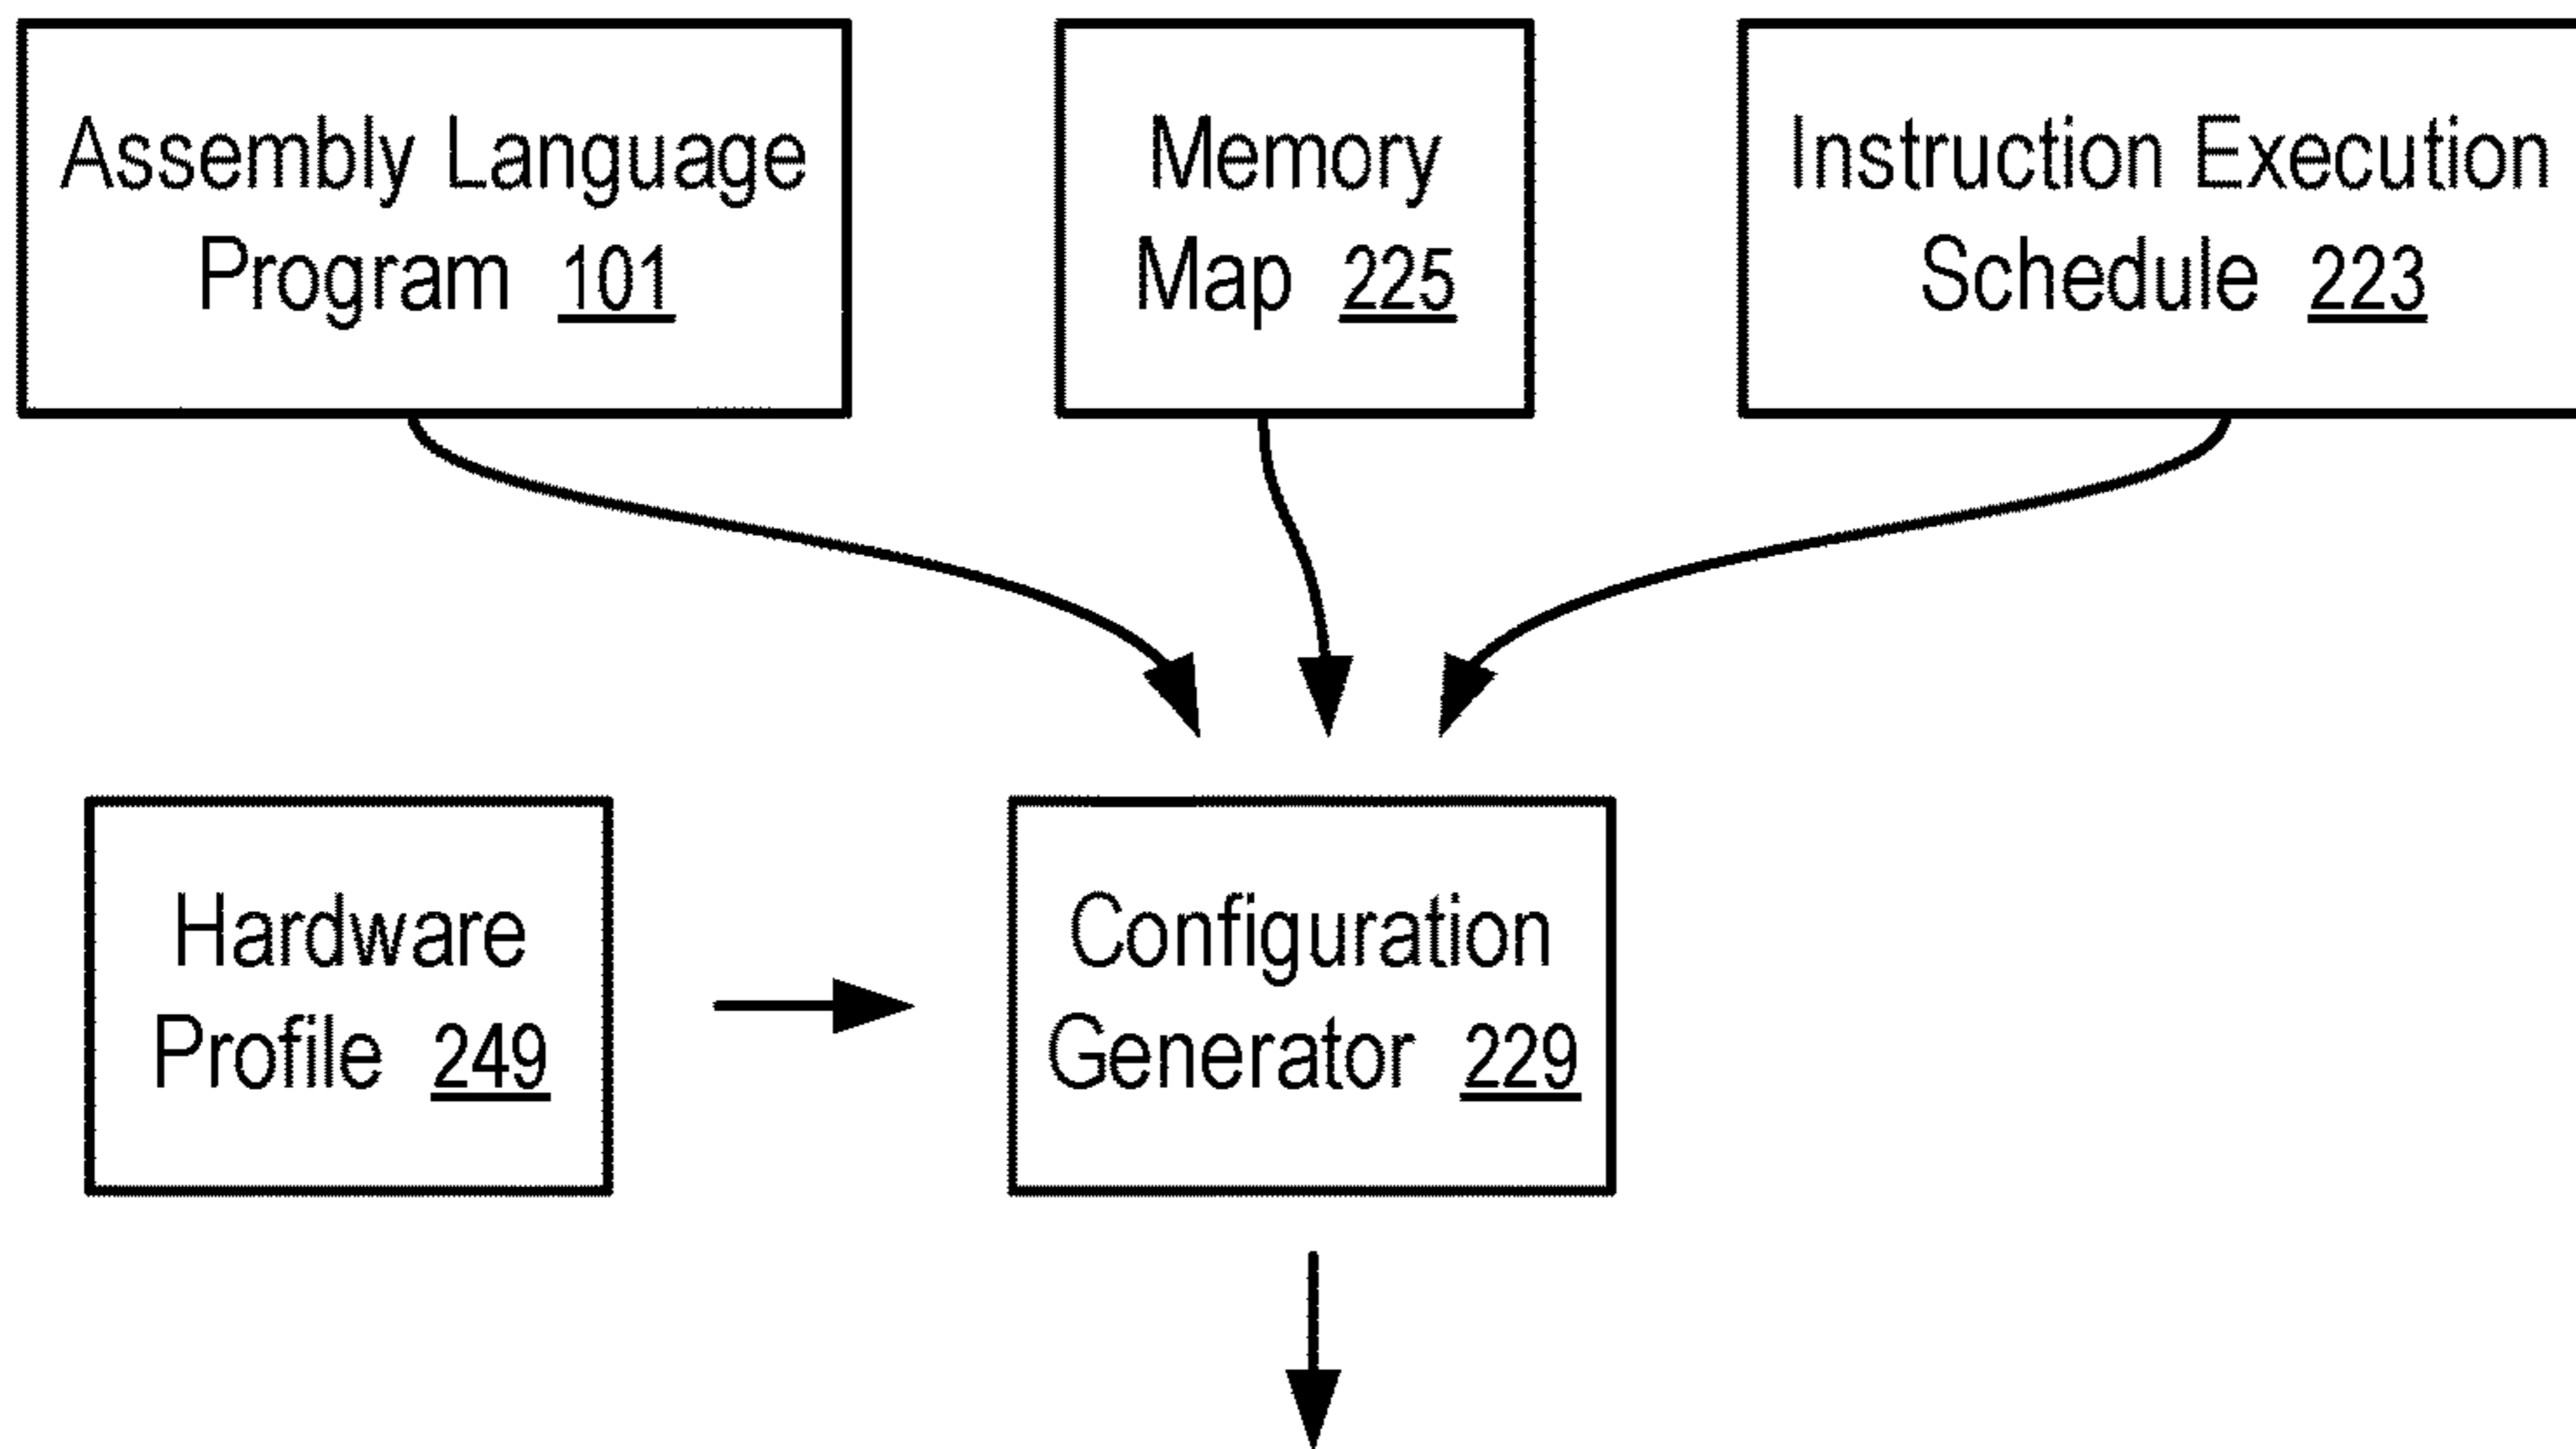 Assembly Language
Program 101
Memory
Map 225
Instruction Execution
Schedule 223
Hardware
Profile 249
Configuration
Generator 229